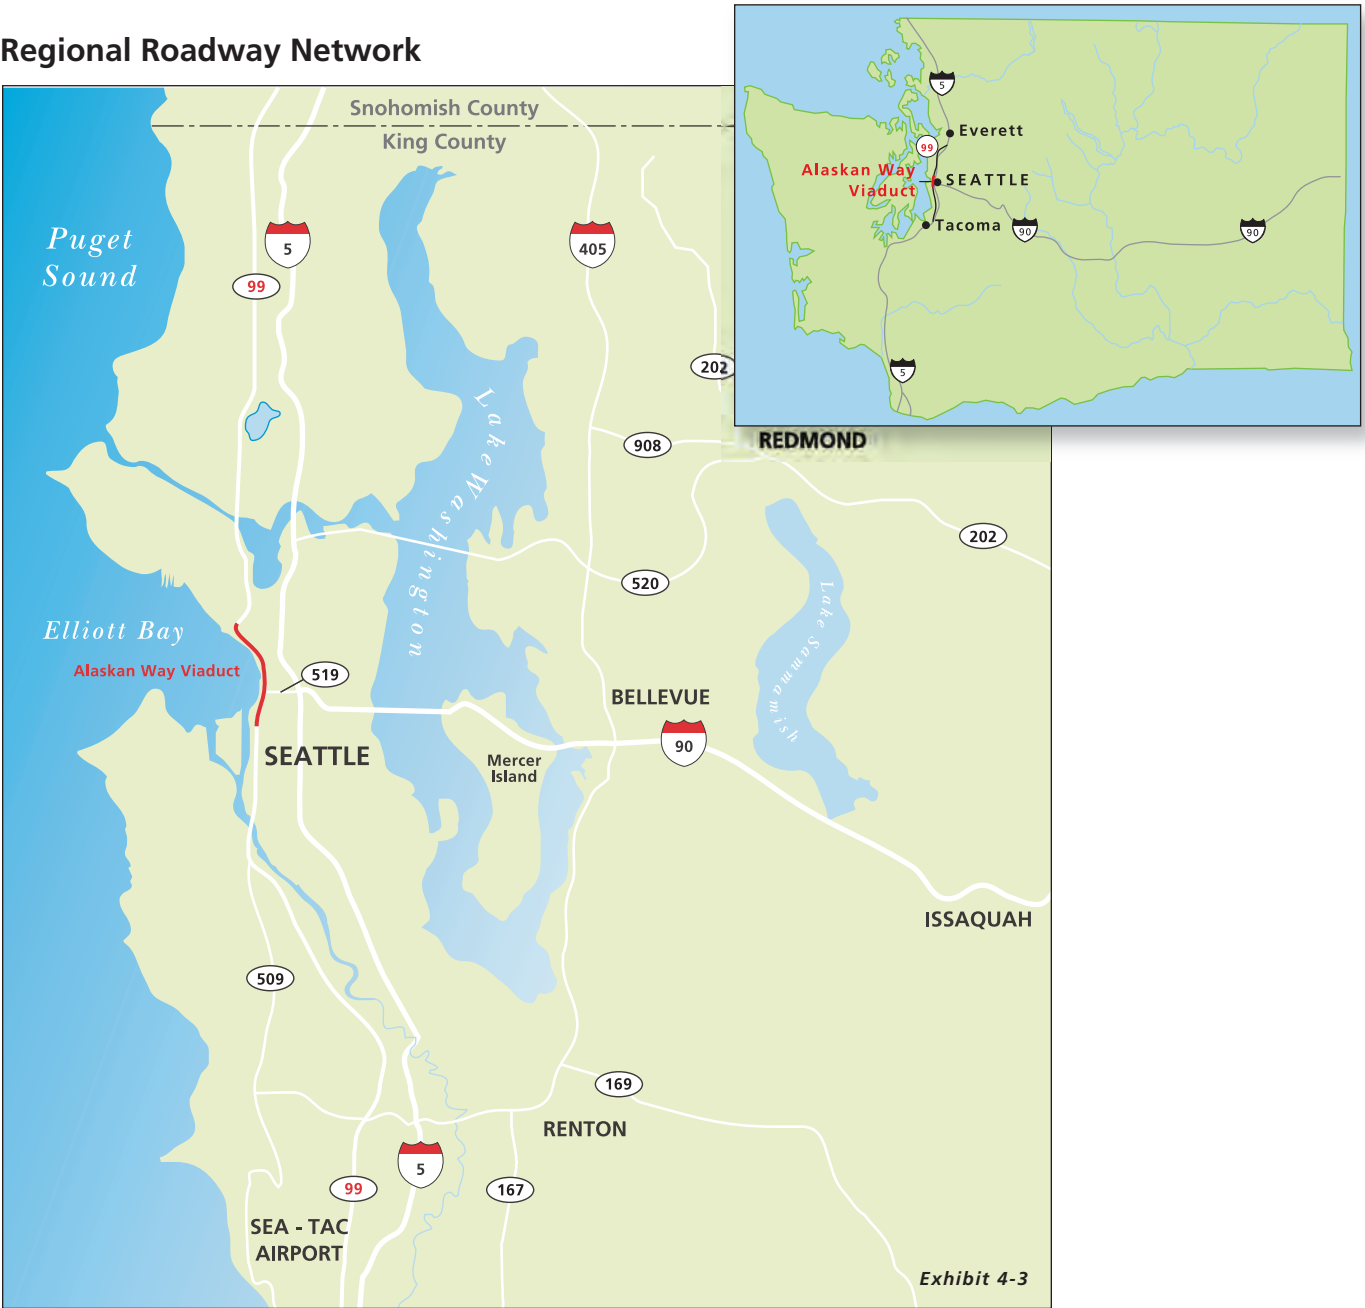 Regional Roadway Network
Snohomish County
King County
Puget
Sound
5
405
99
202
908
REDMOND
Lake Washington
202
520
Lake Sammamish
Elliott Bay
Alaskan Way Viaduct
519
BELLEVUE
SEATTLE
90
Mercer
Island
ISSAQUAH
509
169
RENTON
5
99
167
SEA - TAC
AIRPORT
Exhibit 4-3
5
Everett
99
Alaskan Way
Viaduct
SEATTLE
Tacoma
90
90
5